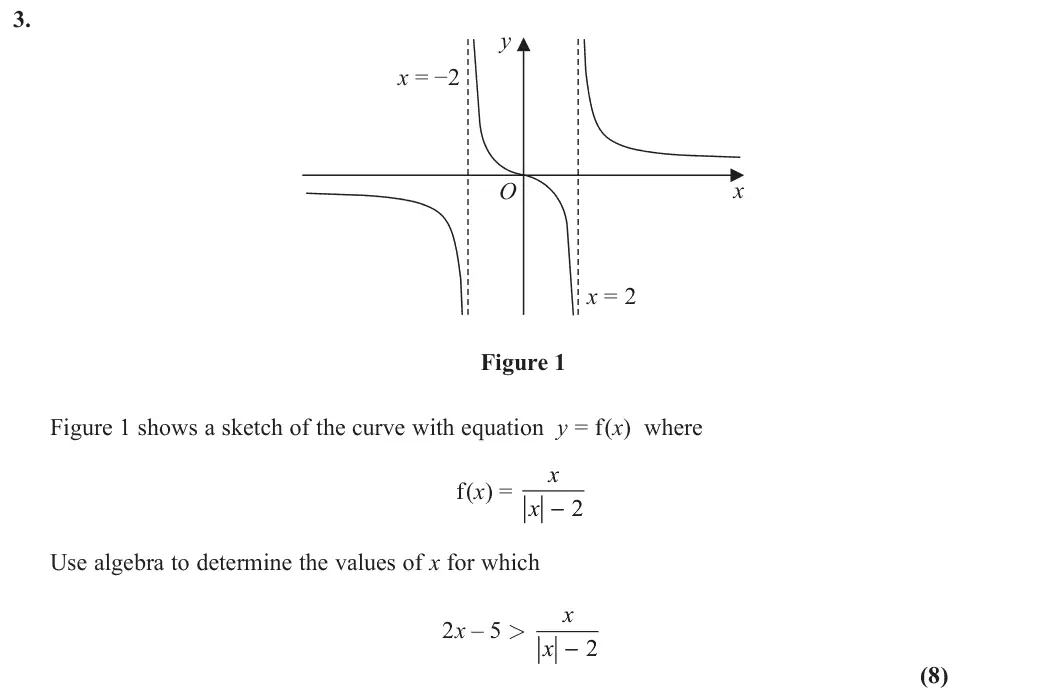 3.
y
x = −2
O
x
x = 2
Figure 1
Figure 1 shows a sketch of the curve with equation y = f(x) where
f(x) = x / (|x| − 2)
Use algebra to determine the values of x for which
2x – 5 > x / (|x| − 2)
(8)